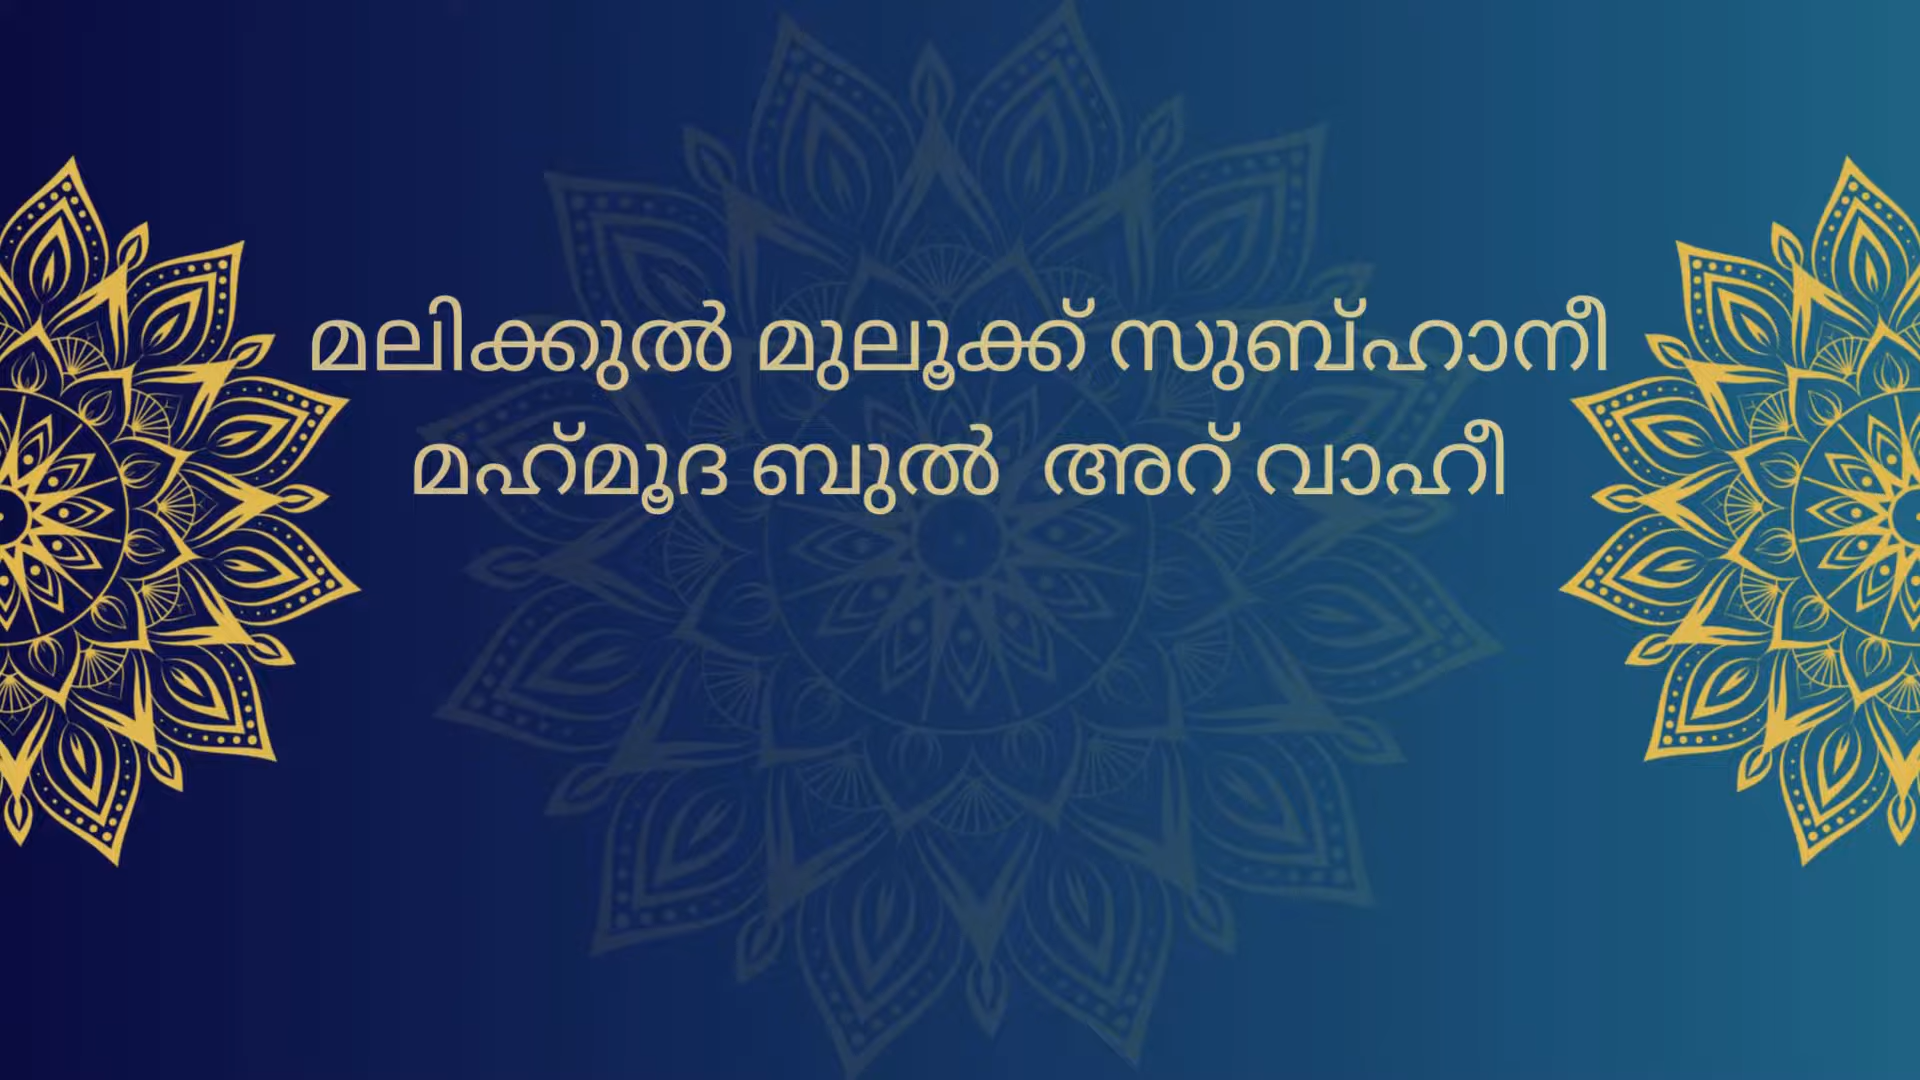 മലിക്കുൽ മുലൂക്ക് സുബ്ഹാനീ
മഹ്മൂദ ബുൽ അറ് വാഹീ